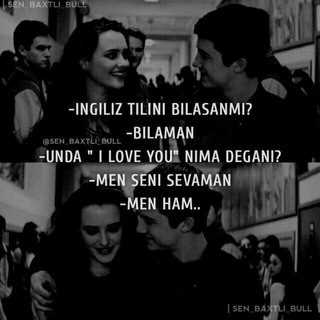 | SEN_BAXTLI_BULL
-INGILIZ TILINI BILASANMI?
-BILAMAN
@SEN_BAXTLI_BULL
-UNDA " I LOVE YOU" NIMA DEGANI?
-MEN SENI SEVAMAN
-MEN HAM..
| SEN_BAXTLI_BULL